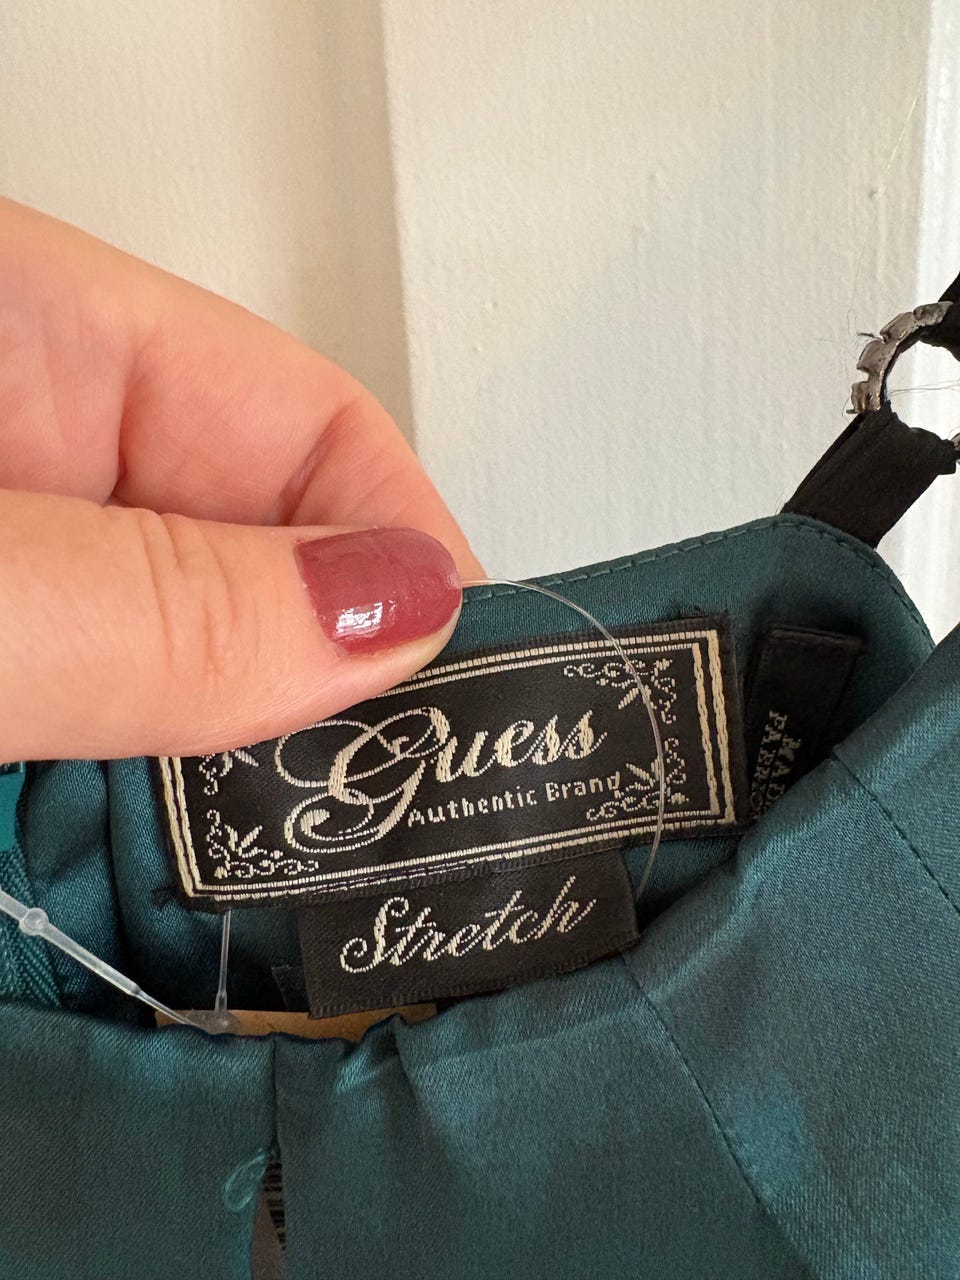 Guess
Authentic Brand
Stretch